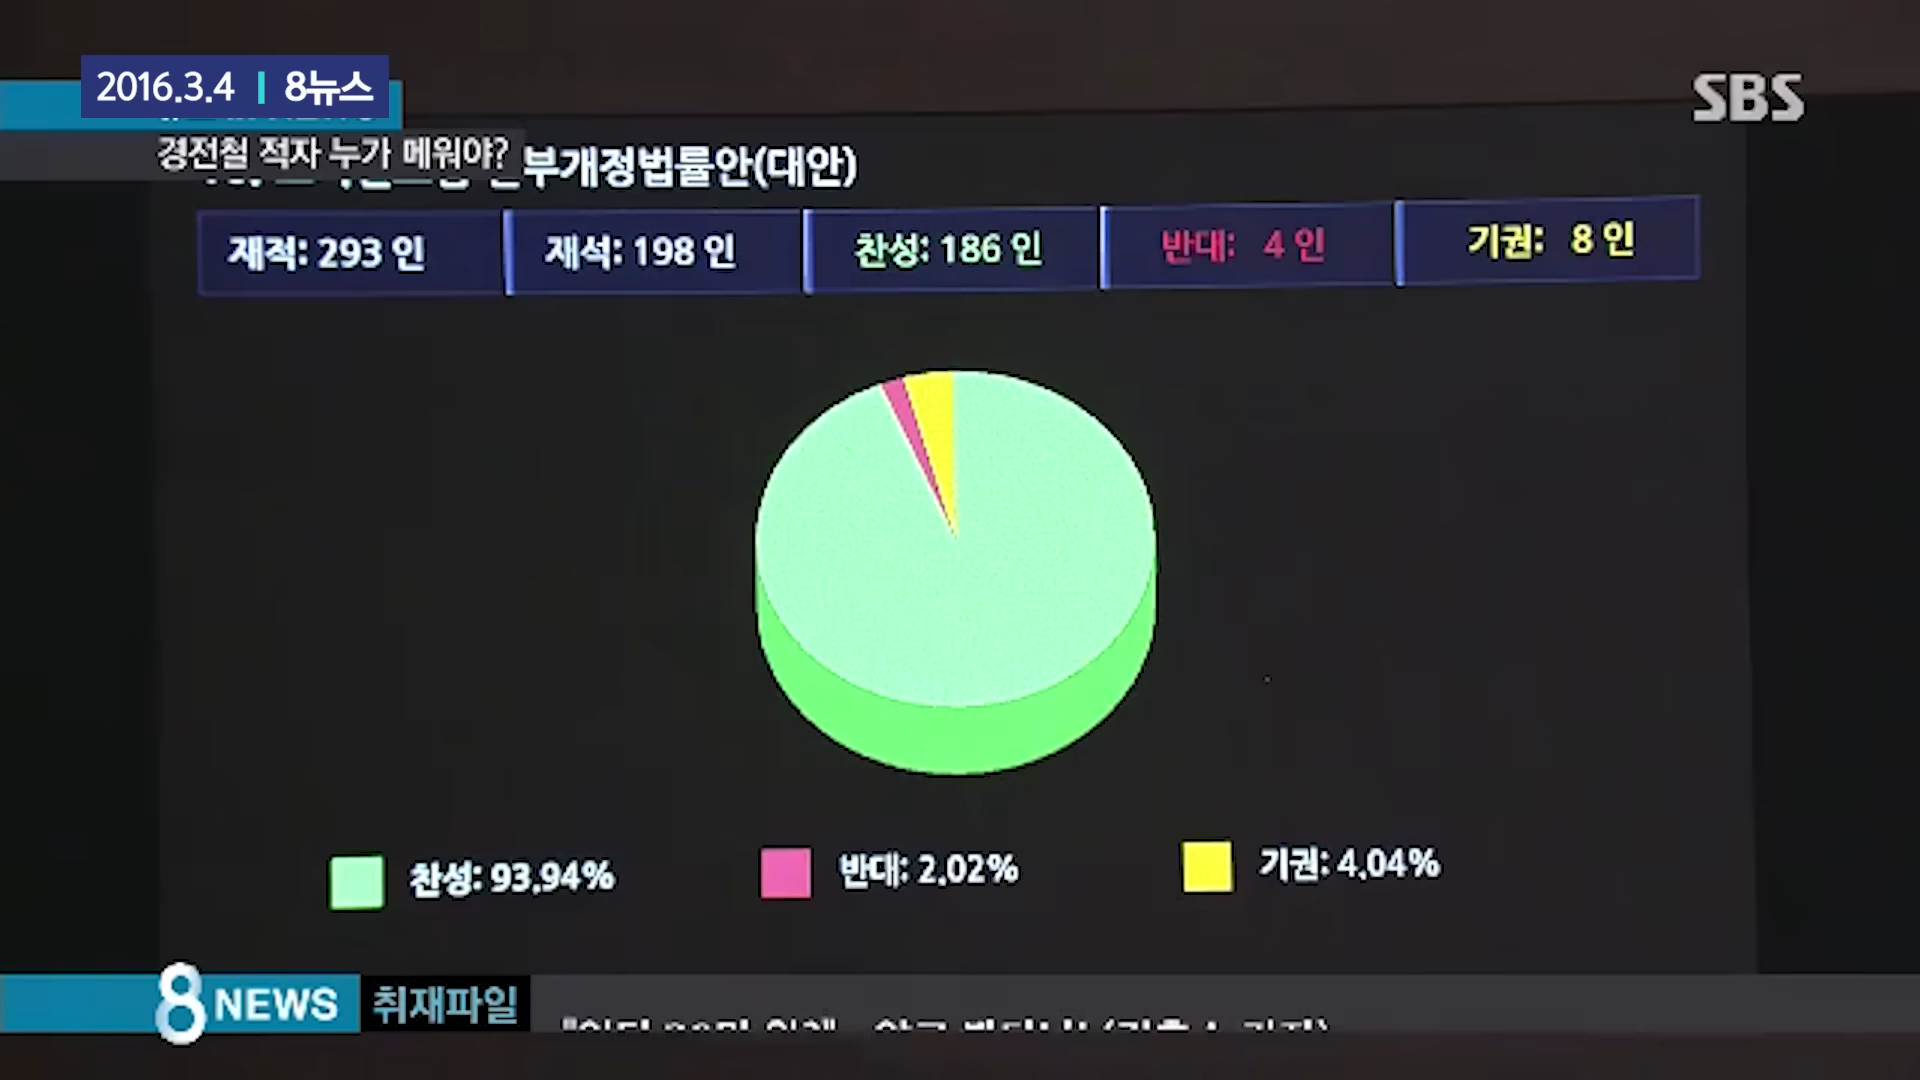 2016.3.4 | 8뉴스
SBS
경전철 적자 누가 메워야?
부개정법률안(대안)
재적: 293 인
재석: 198 인
찬성: 186 인
반대: 4 인
기권: 8 인
찬성: 93.94%
반대: 2.02%
기권: 4.04%
8 NEWS 취재파일